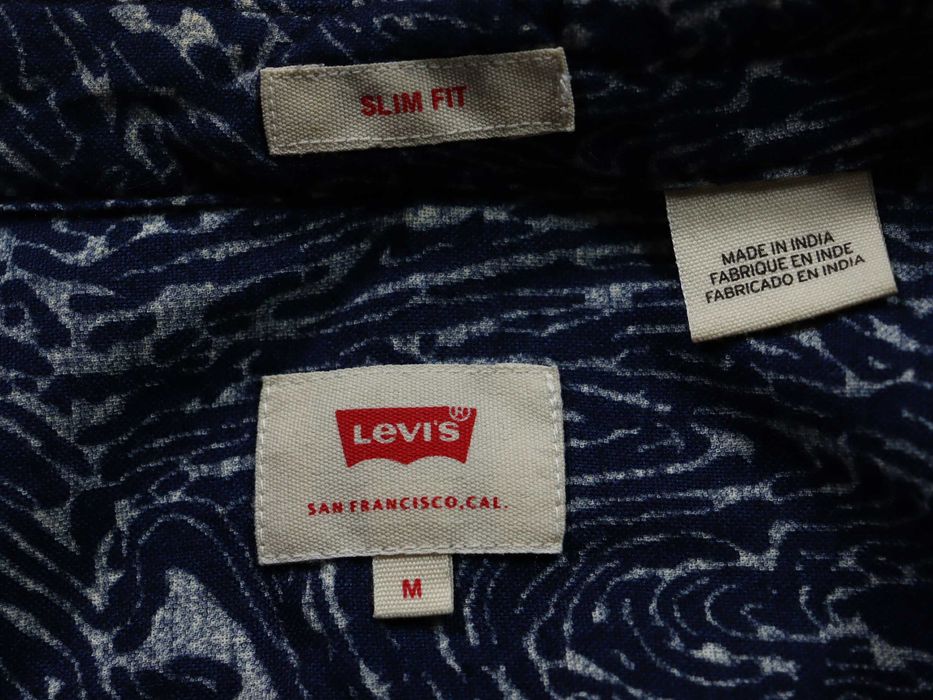 SLIM FIT
MADE IN INDIA
FABRIQUE EN INDE
FABRICADO EN INDIA
LEVI'S ®
SAN FRANCISCO, CAL.
M